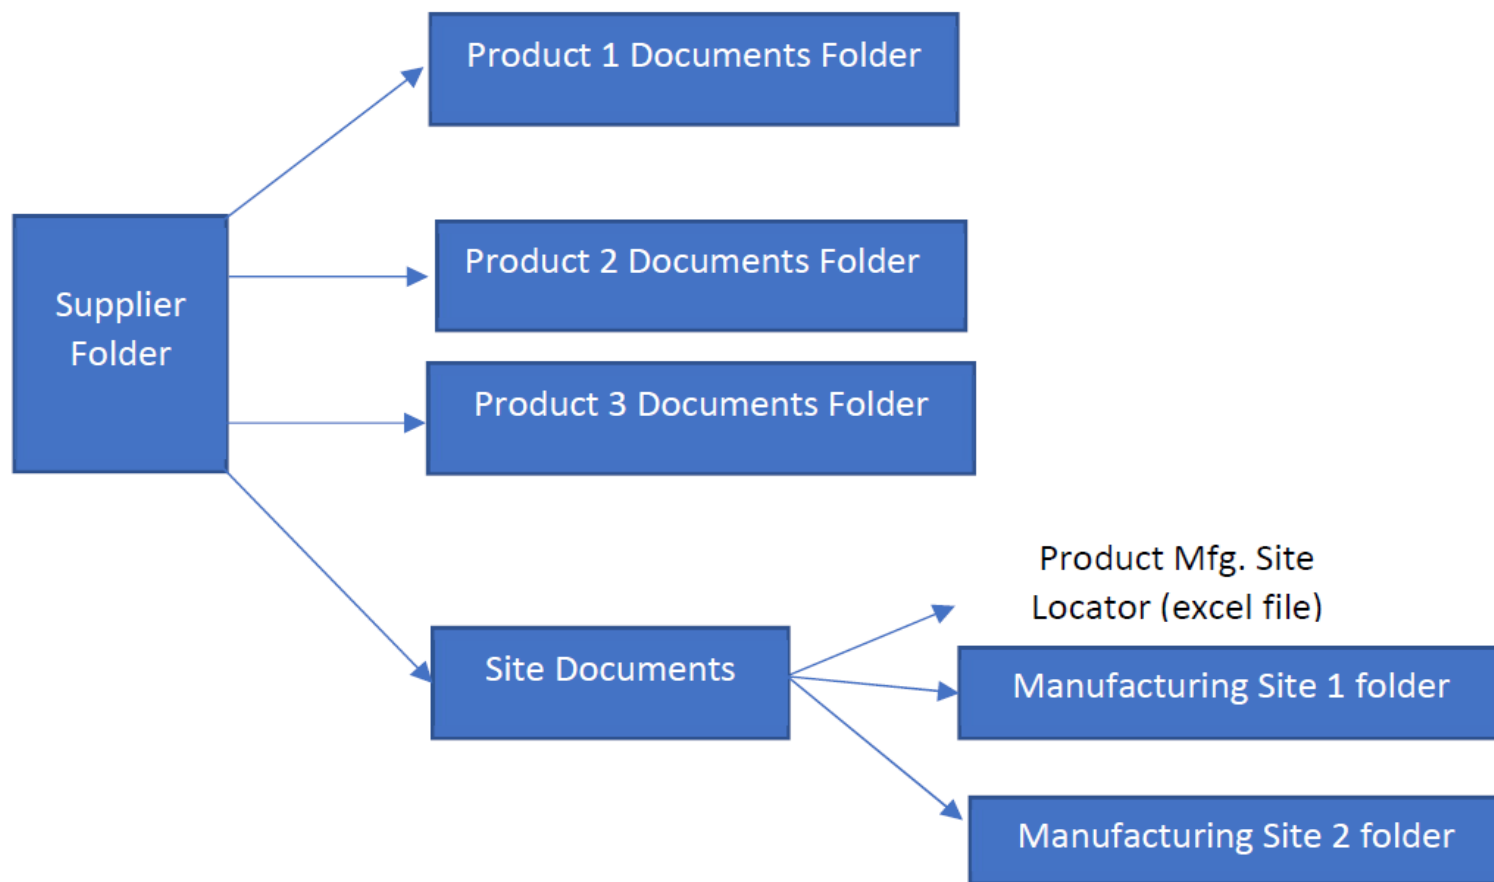 Product 1 Documents Folder
Product 2 Documents Folder
Supplier
Folder
Product 3 Documents Folder
Product Mfg. Site
Locator (excel file)
Site Documents
Manufacturing Site 1 folder
Manufacturing Site 2 folder